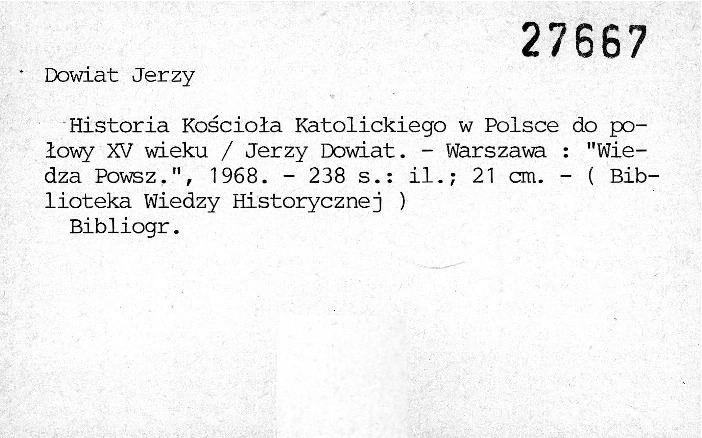 27667
Dowiat Jerzy
Historia Kościoła Katolickiego w Polsce do po-
łowy XV wieku / Jerzy Dowiat. - Warszawa : "Wie-
dza Powsz.", 1968. - 238 s.: il.; 21 cm. - ( Bib-
lioteka Wiedzy Historycznej )
Bibliogr.